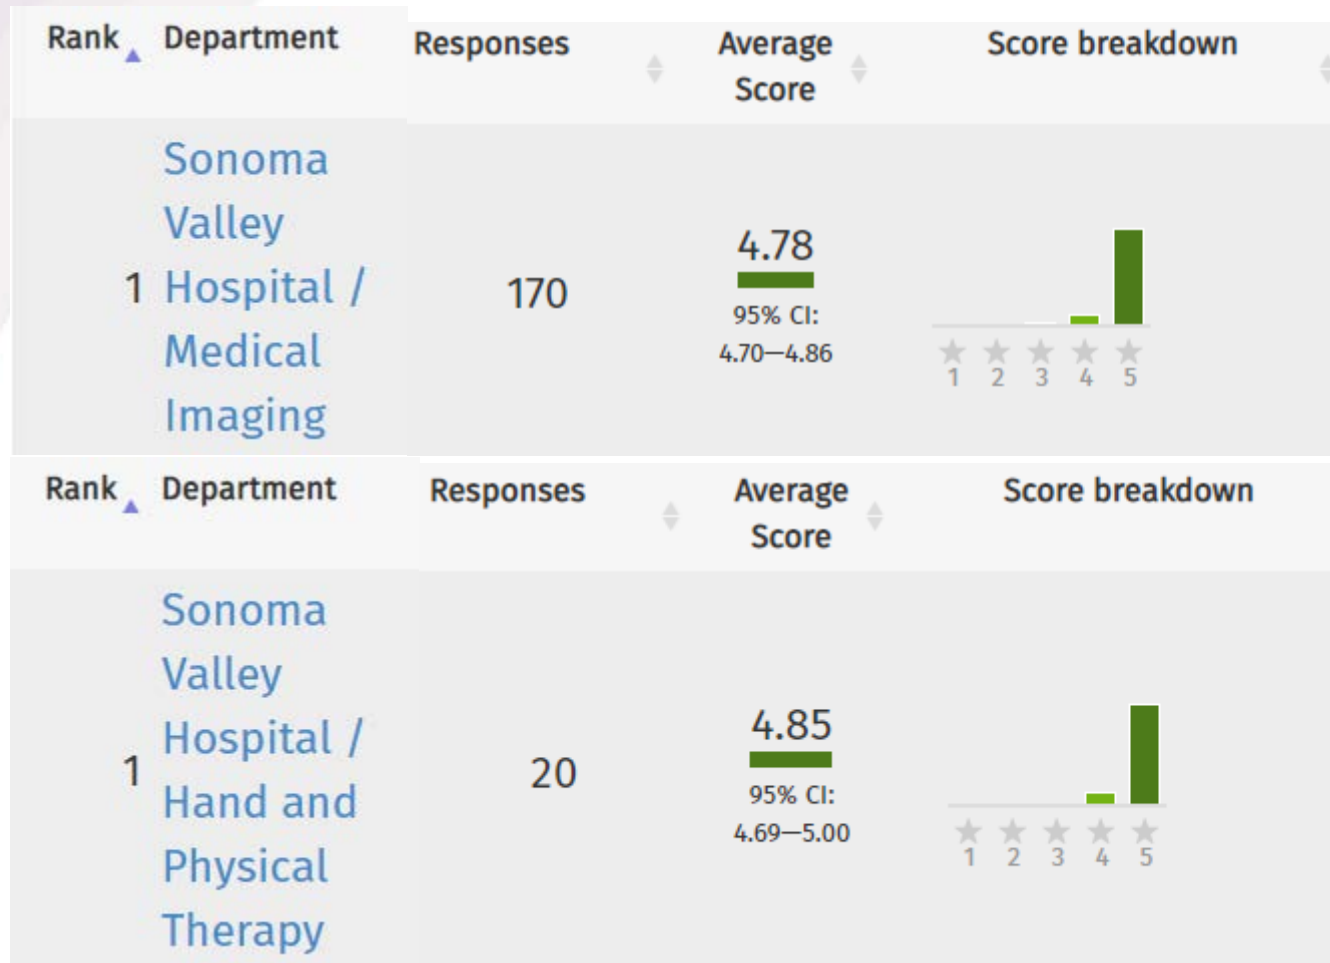 Rank Department Responses Average Score Score breakdown
Sonoma
Valley
1 Hospital / 170 4.78
Medical 95% CI:
Imaging 4.70—4.86
1 2 3 4 5
Rank Department Responses Average Score Score breakdown
Sonoma
Valley
Hospital / 4.85
1 Hand and 20 95% CI:
Physical 4.69—5.00
Therapy
1 2 3 4 5